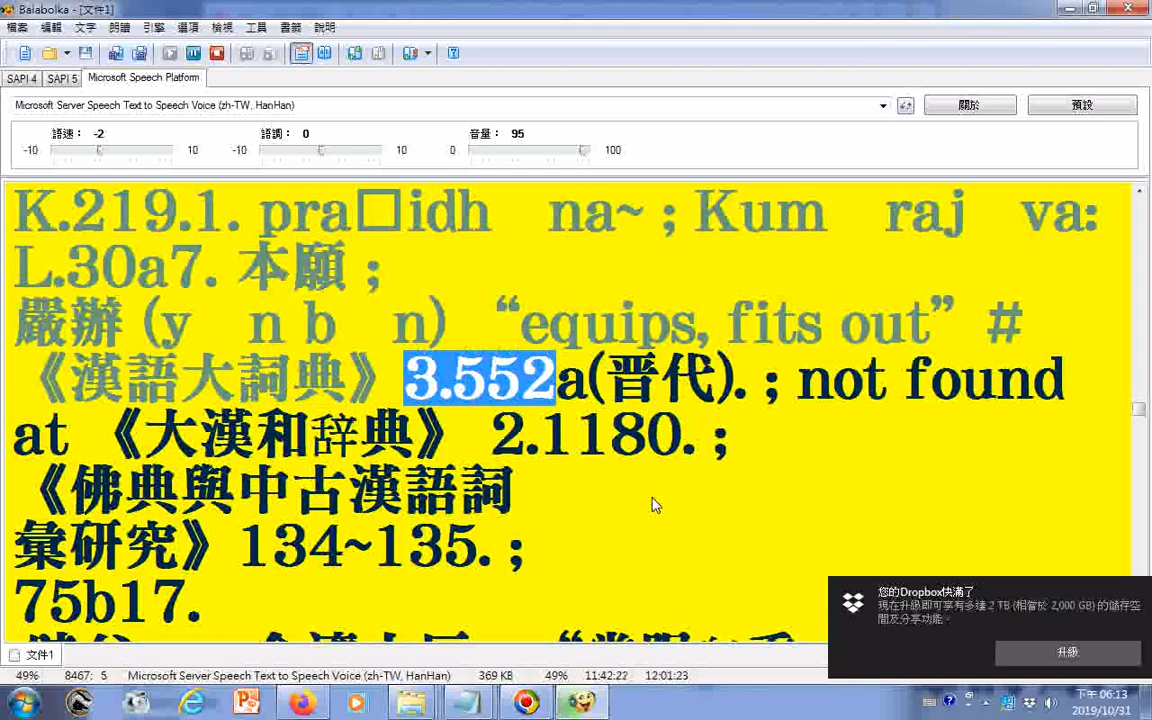 Balabolka - [文件1]
檔案 編輯 文字 朗讀 引擎 選項 檢視 工具 書籤 說明
SAPI 4 SAPI 5 Microsoft Speech Platform
Microsoft Server Speech Text to Speech Voice (zh-TW, HanHan) 關於 預設
語速： -2 語調： 0 音量： 95
-10 10 -10 10 0 100
K.219.1. pra□idh na~ ; Kum raj va:
L.30a7. 本願 ;
嚴辦 (y n b n) “equips, fits out” #
《漢語大詞典》 3.552a(晋代). ; not found
at 《大漢和辞典》 2.1180. ;
《佛典與中古漢語詞
彙研究》134~135. ;
75b17.
您的Dropbox快滿了
現在升級即可享有多達 2 TB (相當於 2,000 GB) 的儲存空
間及分享功能。
升級
文件1
49% 8467: 5 Microsoft Server Speech Text to Speech Voice (zh-TW, HanHan) 369 KB 49% 11:42:22 12:01:23
下午 06:13
2019/10/31